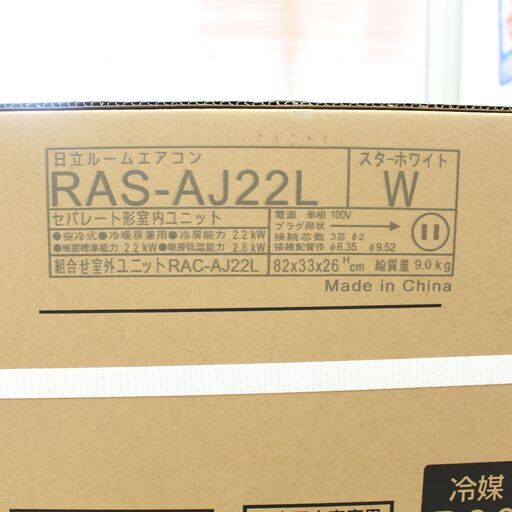 日立ルームエアコン
RAS-AJ22L
スターホワイト
W
セパレート形室内ユニット
●空冷式●冷暖房兼用●冷房能力 2.2 kW
●暖房標準能力 2.2 kW ●暖房低温能力 2.8 kW
電源 単相 100V
プラグ形状
接続芯数 3芯 φ2
接続配管径 φ6.35 φ9.52
組合せ室外ユニットRAC-AJ22L
82x33x26 H cm 総質量 9.0kg
Made in China
冷媒